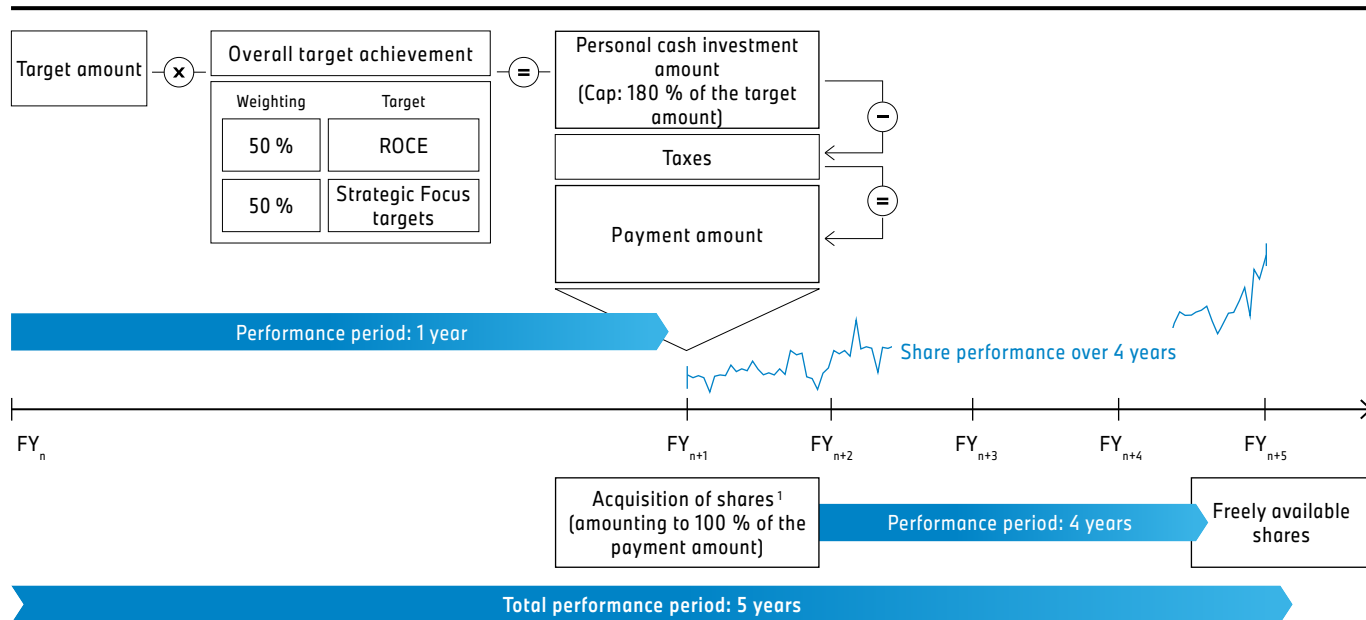 Target amount
x
Overall target achievement
=
Personal cash investment
amount
(Cap: 180 % of the target
amount)
Weighting
Target
50 %
ROCE
50 %
Strategic Focus
targets
−
Taxes
=
Payment amount
Performance period: 1 year
Share performance over 4 years
FYn
FYn+1
FYn+2
FYn+3
FYn+4
FYn+5
Acquisition of shares 1
(amounting to 100 % of the
payment amount)
Performance period: 4 years
Freely available
shares
Total performance period: 5 years